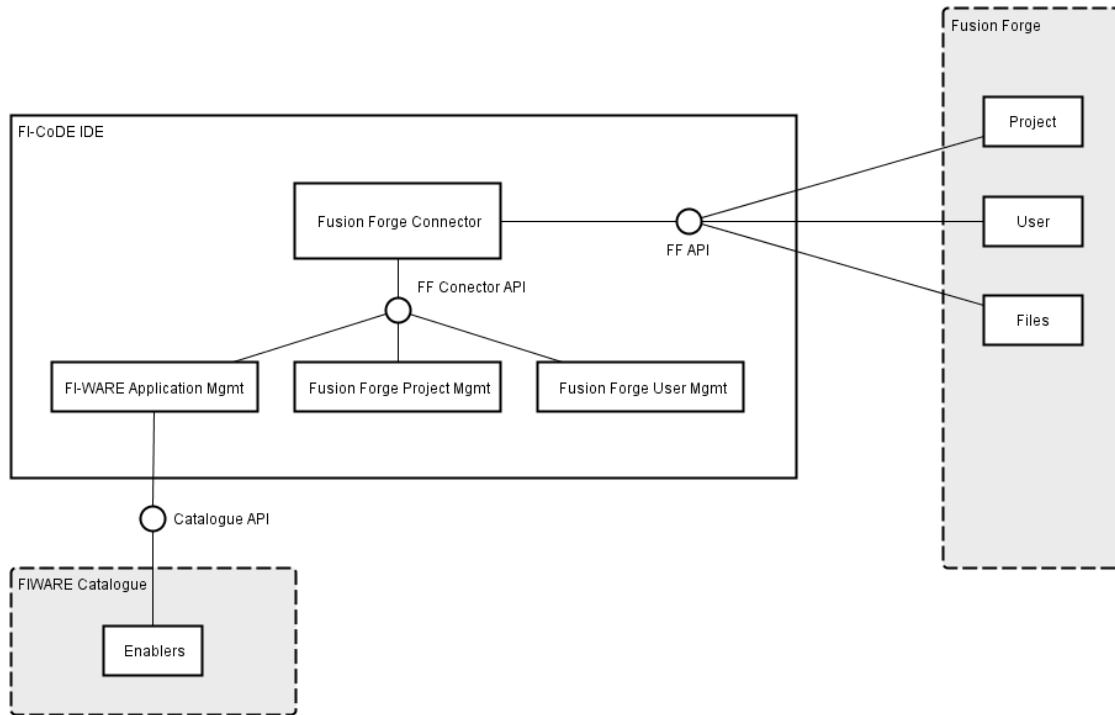 Fusion Forge
Project
FI-CoDE IDE
Fusion Forge Connector
User
FF API
FF Conector API
Files
FI-WARE Application Mgmt
Fusion Forge Project Mgmt
Fusion Forge User Mgmt
Catalogue API
FIWARE Catalogue
Enablers